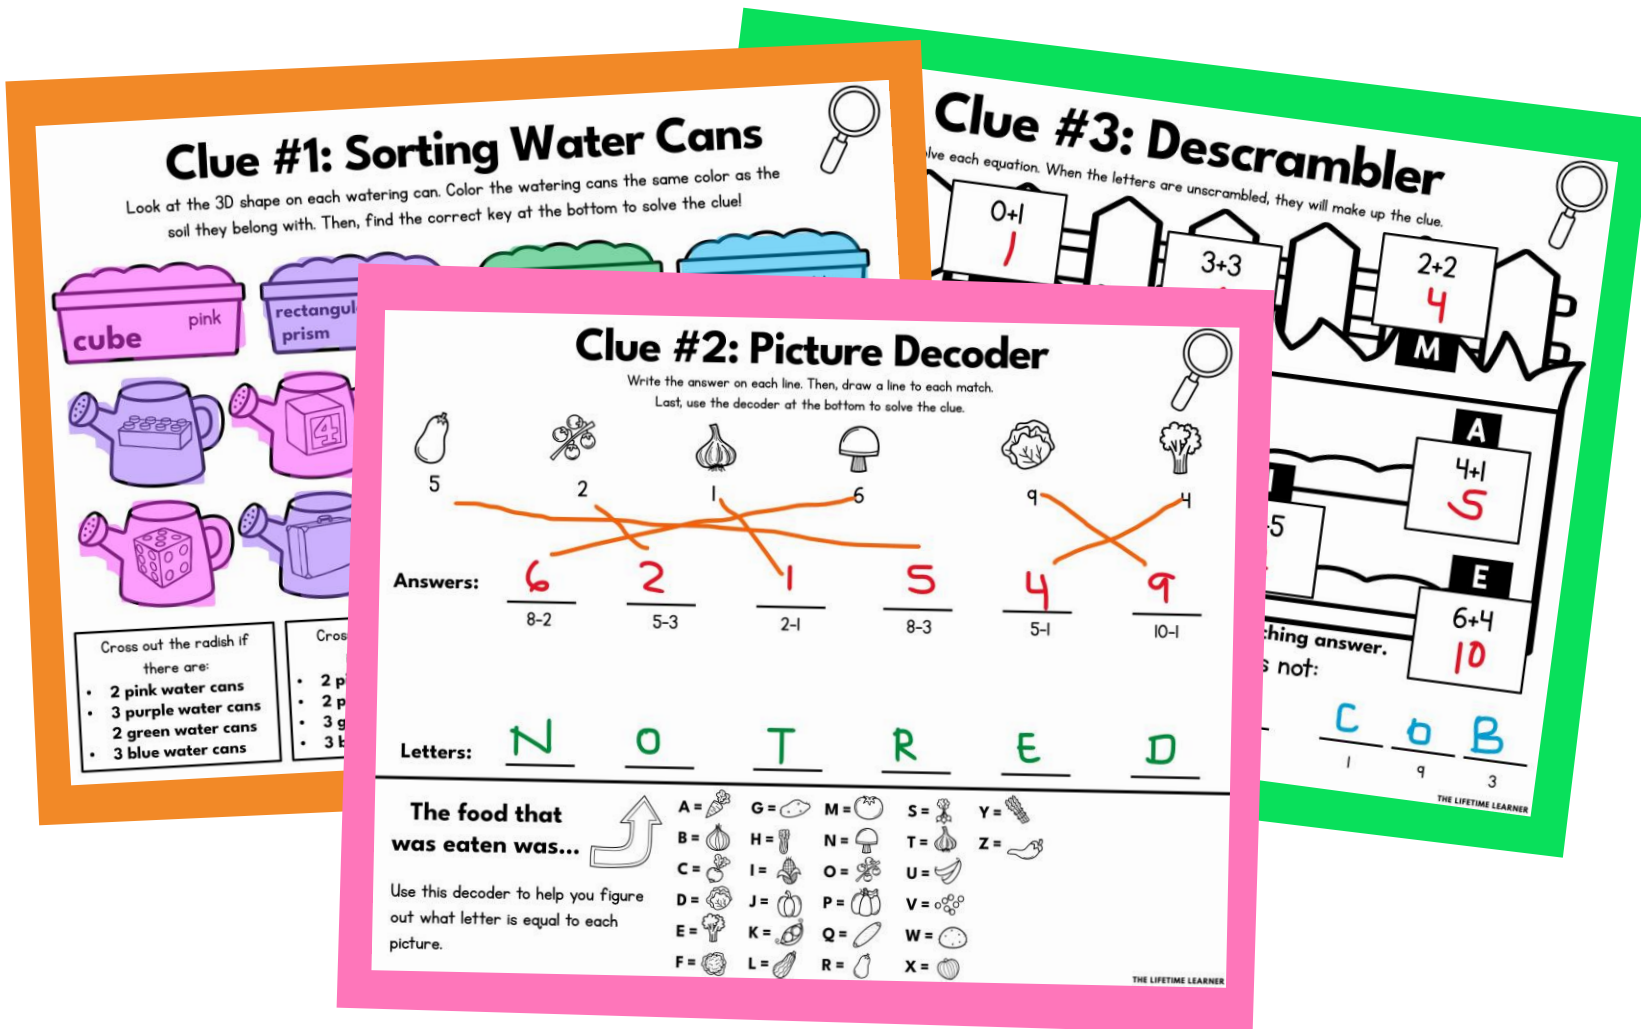 Clue #1: Sorting Water Cans
Look at the 3D shape on each watering can. Color the watering cans the same color as the
soil they belong with. Then, find the correct key at the bottom to solve the clue!
cube pink
prism
4
Cross out the radish if
there are:
• 2 pink water cans
• 3 purple water cans
2 green water cans
• 3 blue water cans
• 2
• 2
• 3
• 3
Clue #2: Picture Decoder
Write the answer on each line. Then, draw a line to each match.
Last, use the decoder at the bottom to solve the clue.
5 2 1 6 9 4
Answers: 6 2 1 5 4 9
8-2 5-3 2-1 8-3 5-1 10-1
Letters: N O T R E D
The food that
was eaten was...
Use this decoder to help you figure
out what letter is equal to each
picture.
A = G = M = S = Y =
B = H = N = T = Z =
C = I = O = U =
D = J = P = V =
E = K = Q = W =
F = L = R = X =
THE LIFETIME LEARNER
Clue #3: Descrambler
each equation. When the letters are unscrambled, they will make up the clue.
0+1
1
3+3
2+2
4
M
A
4+1
5
-5
E
6+4
10
answer.
not:
C O B
1 9 3
THE LIFETIME LEARNER